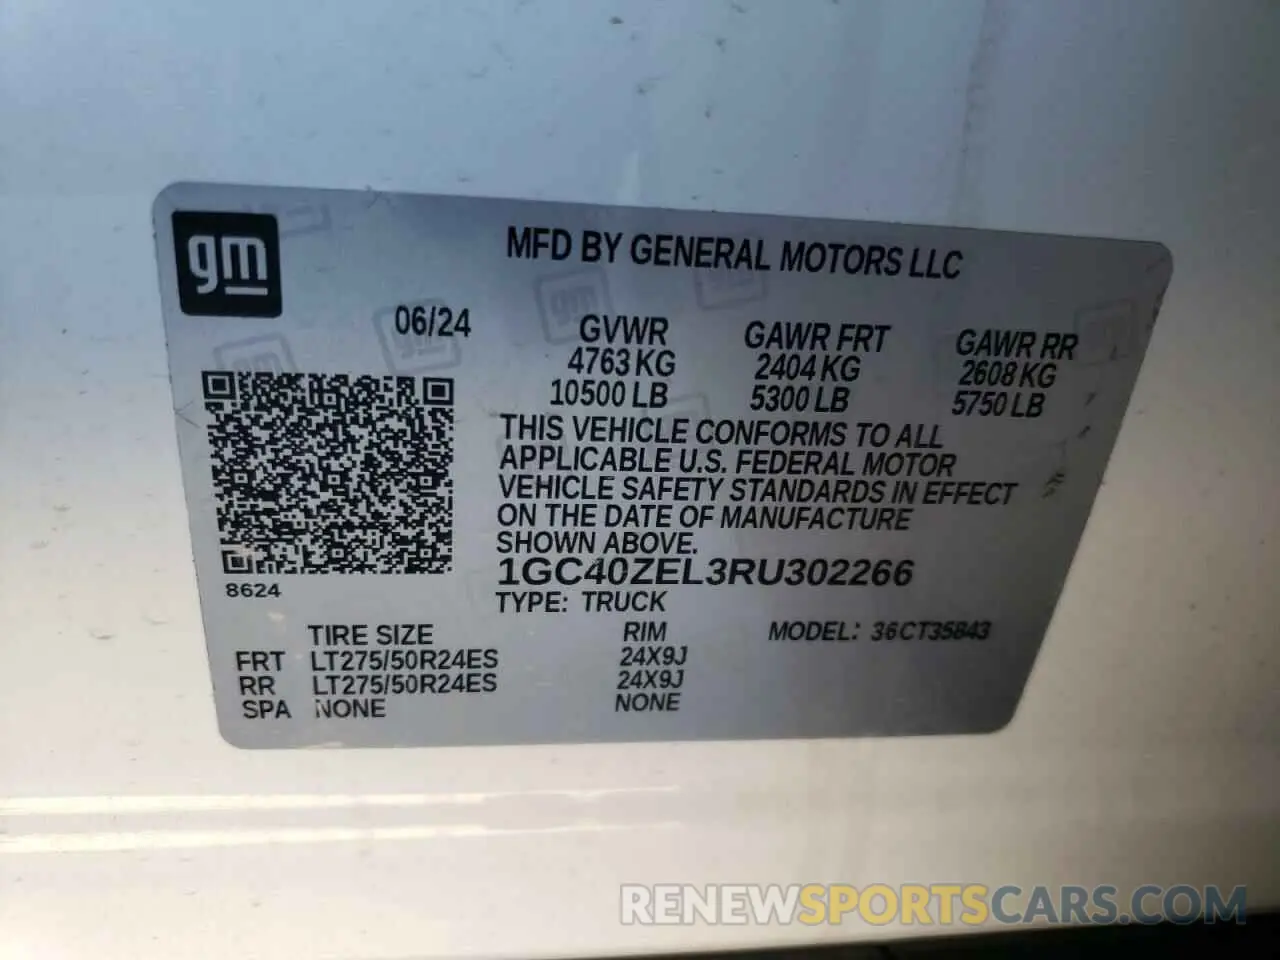 gm
MFD BY GENERAL MOTORS LLC
06/24
GVWR GAWR FRT GAWR RR
4763 KG 2404 KG 2608 KG
10500 LB 5300 LB 5750 LB
THIS VEHICLE CONFORMS TO ALL
APPLICABLE U.S. FEDERAL MOTOR
VEHICLE SAFETY STANDARDS IN EFFECT
ON THE DATE OF MANUFACTURE
SHOWN ABOVE.
8624
1GC40ZEL3RU302266
TYPE: TRUCK
TIRE SIZE RIM MODEL: 36CT35843
FRT LT275/50R24ES 24X9J
RR LT275/50R24ES 24X9J
SPA NONE NONE
RENEWSPORTSCARS.COM